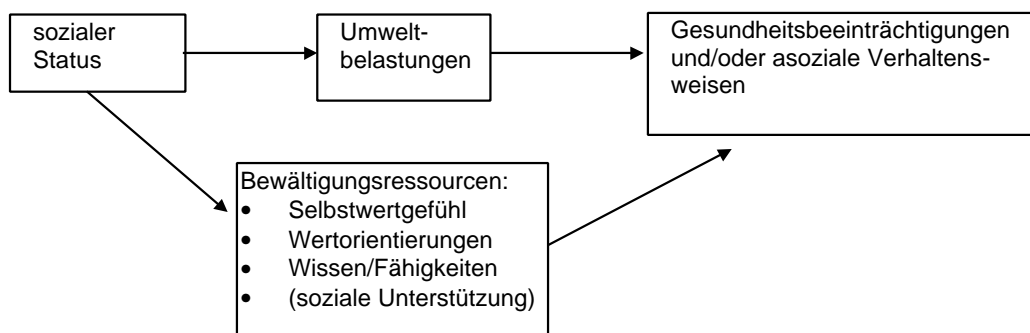 sozialer
Status
Umwelt-
belastungen
Gesundheitsbeeinträchtigungen
und/oder asoziale Verhaltens-
weisen
Bewältigungsressourcen:
• Selbstwertgefühl
• Wertorientierungen
• Wissen/Fähigkeiten
• (soziale Unterstützung)